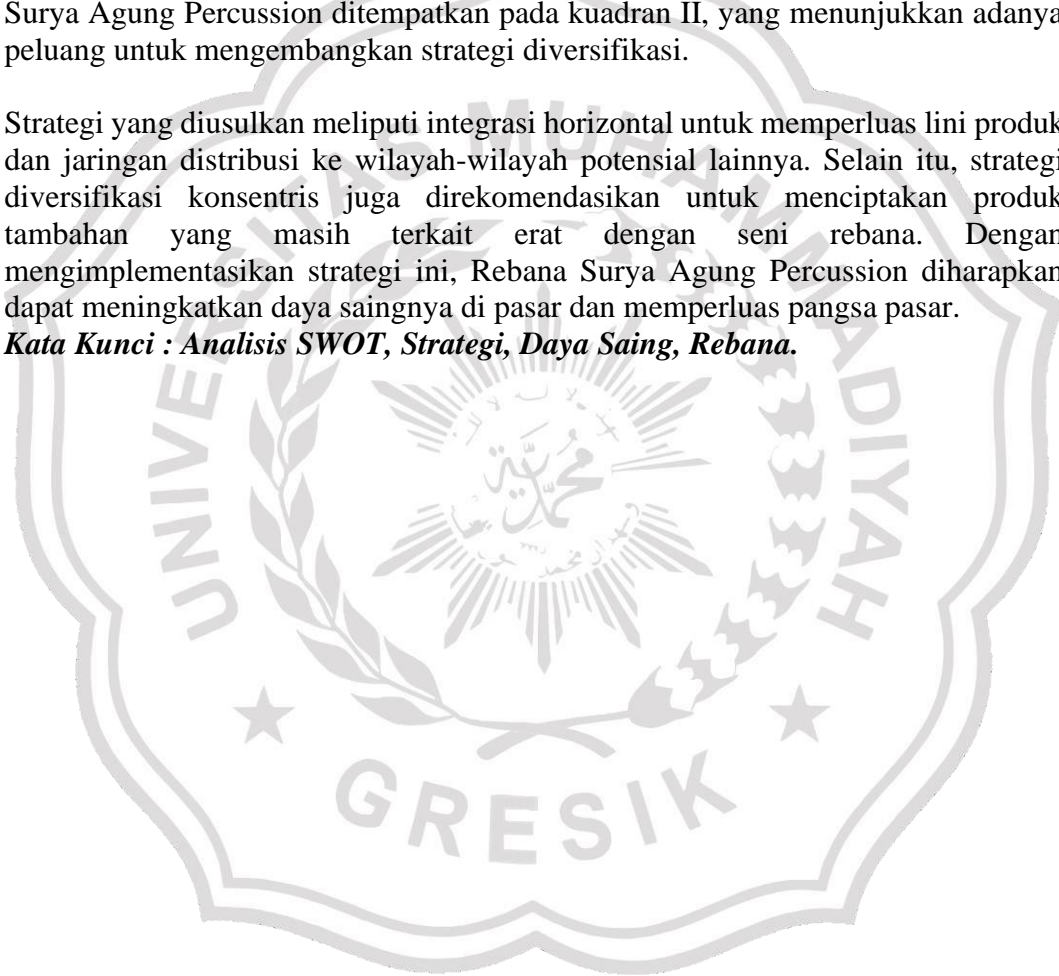 Surya Agung Percussion ditempatkan pada kuadran II, yang menunjukkan adanya
peluang untuk mengembangkan strategi diversifikasi.
Strategi yang diusulkan meliputi integrasi horizontal untuk memperluas lini produk
dan jaringan distribusi ke wilayah-wilayah potensial lainnya. Selain itu, strategi
diversifikasi konsentris juga direkomendasikan untuk menciptakan produk
tambahan yang masih terkait erat dengan seni rebana. Dengan
mengimplementasikan strategi ini, Rebana Surya Agung Percussion diharapkan
dapat meningkatkan daya saingnya di pasar dan memperluas pangsa pasar.
Kata Kunci : Analisis SWOT, Strategi, Daya Saing, Rebana.
UNIVERSITAS MUHAMMADIYAH
GRESIK